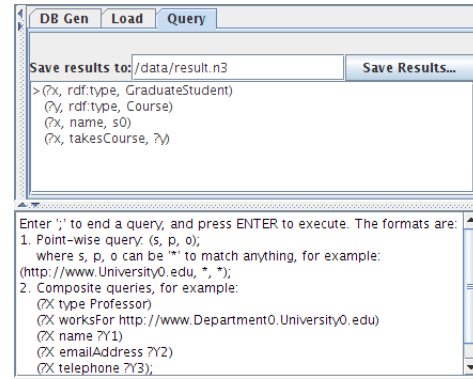 DB Gen Load Query
Save results to: /data/result.n3 Save Results...
>(?x, rdf:type, GraduateStudent)
(?y, rdf:type, Course)
(?x, name, s0)
(?x, takesCourse, ?y)
Enter ';' to end a query, and press ENTER to execute. The formats are:
1. Point-wise query: (s, p, o);
where s, p, o can be '*' to match anything, for example:
(http://www.University0.edu, *, *);
2. Composite queries, for example:
(?X type Professor)
(?X worksFor http://www.Department0.University0.edu)
(?X name ?Y1)
(?X emailAddress ?Y2)
(?X telephone ?Y3);